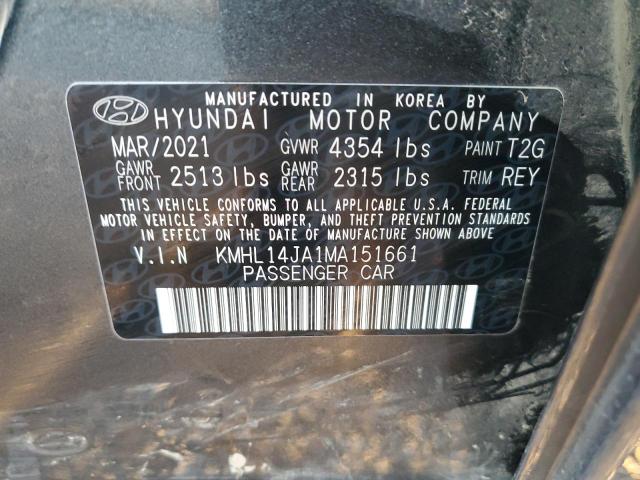 MANUFACTURED IN KOREA BY
HYUNDAI MOTOR COMPANY
MAR/2021 GVWR 4354 lbs PAINT T2G
GAWR FRONT 2513 lbs GAWR REAR 2315 lbs TRIM REY
THIS VEHICLE CONFORMS TO ALL APPLICABLE U.S.A. FEDERAL
MOTOR VEHICLE SAFETY, BUMPER, AND THEFT PREVENTION STANDARDS
IN EFFECT ON THE DATE OF MANUFACTURE SHOWN ABOVE
V.I.N KMHL14JA1MA151661
PASSENGER CAR